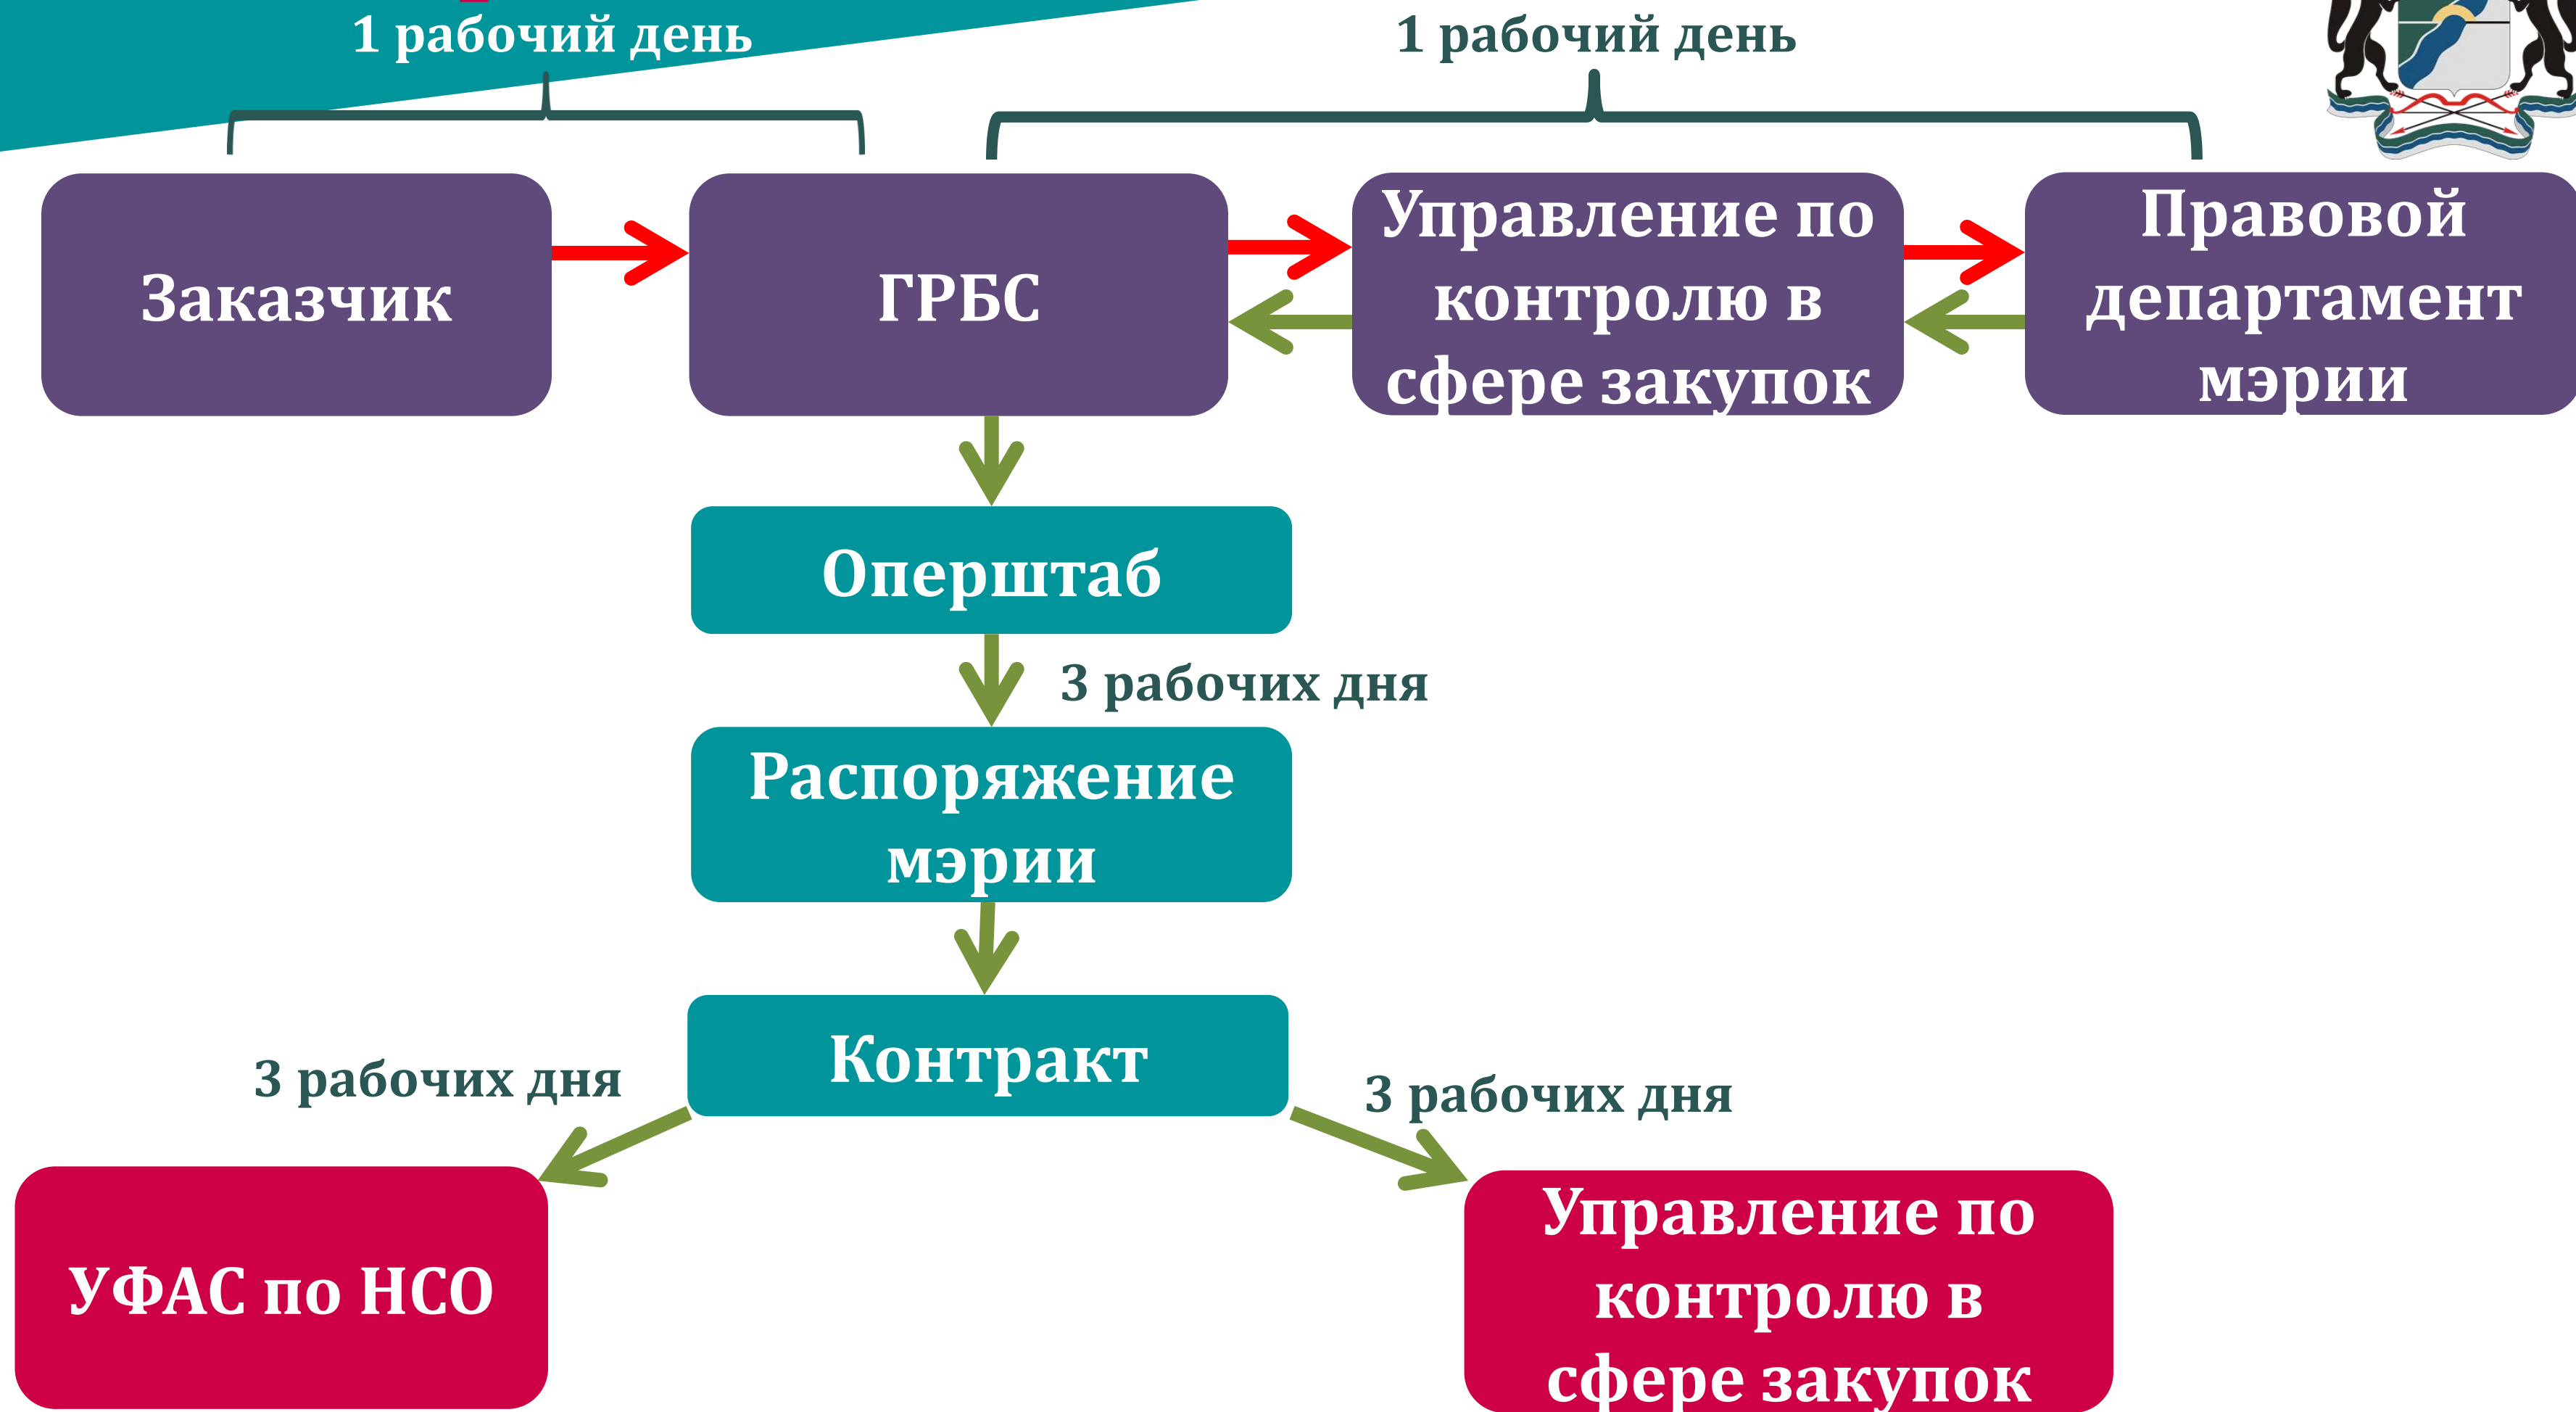 1 рабочий день
1 рабочий день
Заказчик
ГРБС
Управление по
контролю в
сфере закупок
Правовой
департамент
мэрии
Оперштаб
3 рабочих дня
Распоряжение
мэрии
Контракт
3 рабочих дня
3 рабочих дня
УФАС по НСО
Управление по
контролю в
сфере закупок